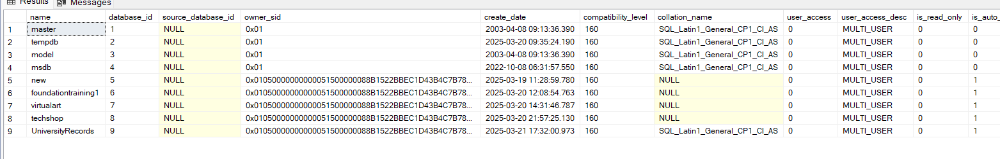 Results Messages
name database_id source_database_id owner_sid create_date compatibility_level collation_name user_access user_access_desc is_read_only is_auto_
1 master 1 NULL 0x01 2003-04-08 09:13:36.390 160 SQL_Latin1_General_CP1_CI_AS 0 MULTI_USER 0 0
2 tempdb 2 NULL 0x01 2025-03-20 09:35:24.190 160 SQL_Latin1_General_CP1_CI_AS 0 MULTI_USER 0 0
3 model 3 NULL 0x01 2003-04-08 09:13:36.390 160 SQL_Latin1_General_CP1_CI_AS 0 MULTI_USER 0 0
4 msdb 4 NULL 0x01 2022-10-08 06:31:57.550 160 SQL_Latin1_General_CP1_CI_AS 0 MULTI_USER 0 0
5 new 5 NULL 0x01050000000000051500000088B1522BBEC1D43B4C7B78... 2025-03-19 11:28:59.780 160 NULL 0 MULTI_USER 0 1
6 foundationtraining1 6 NULL 0x01050000000000051500000088B1522BBEC1D43B4C7B78... 2025-03-20 12:08:54.763 160 NULL 0 MULTI_USER 0 1
7 virtualart 7 NULL 0x01050000000000051500000088B1522BBEC1D43B4C7B78... 2025-03-20 14:31:46.787 160 NULL 0 MULTI_USER 0 1
8 techshop 8 NULL 0x01050000000000051500000088B1522BBEC1D43B4C7B78... 2025-03-20 21:57:25.130 160 NULL 0 MULTI_USER 0 1
9 UniversityRecords 9 NULL 0x01050000000000051500000088B1522BBEC1D43B4C7B78... 2025-03-21 17:32:00.973 160 SQL_Latin1_General_CP1_CI_AS 0 MULTI_USER 0 1